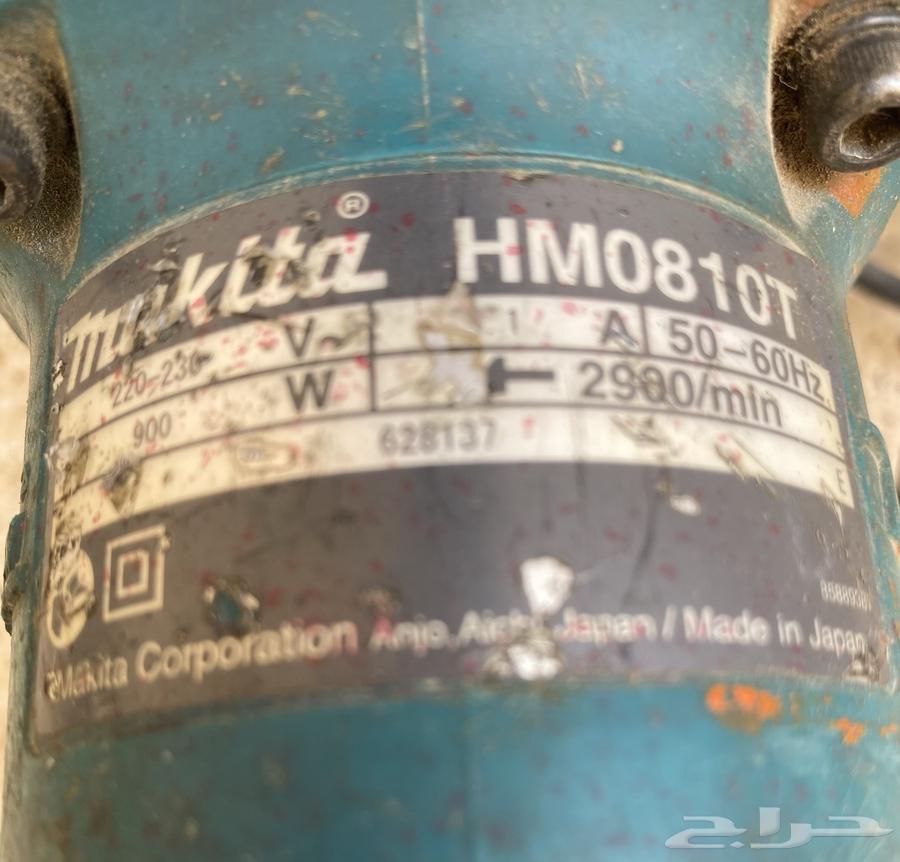 makita ® HM0810T
220-230 V~ A 50-60Hz
900 W 2900/min
628137 E
Makita Corporation Anjo, Aichi Japan / Made in Japan
حراج